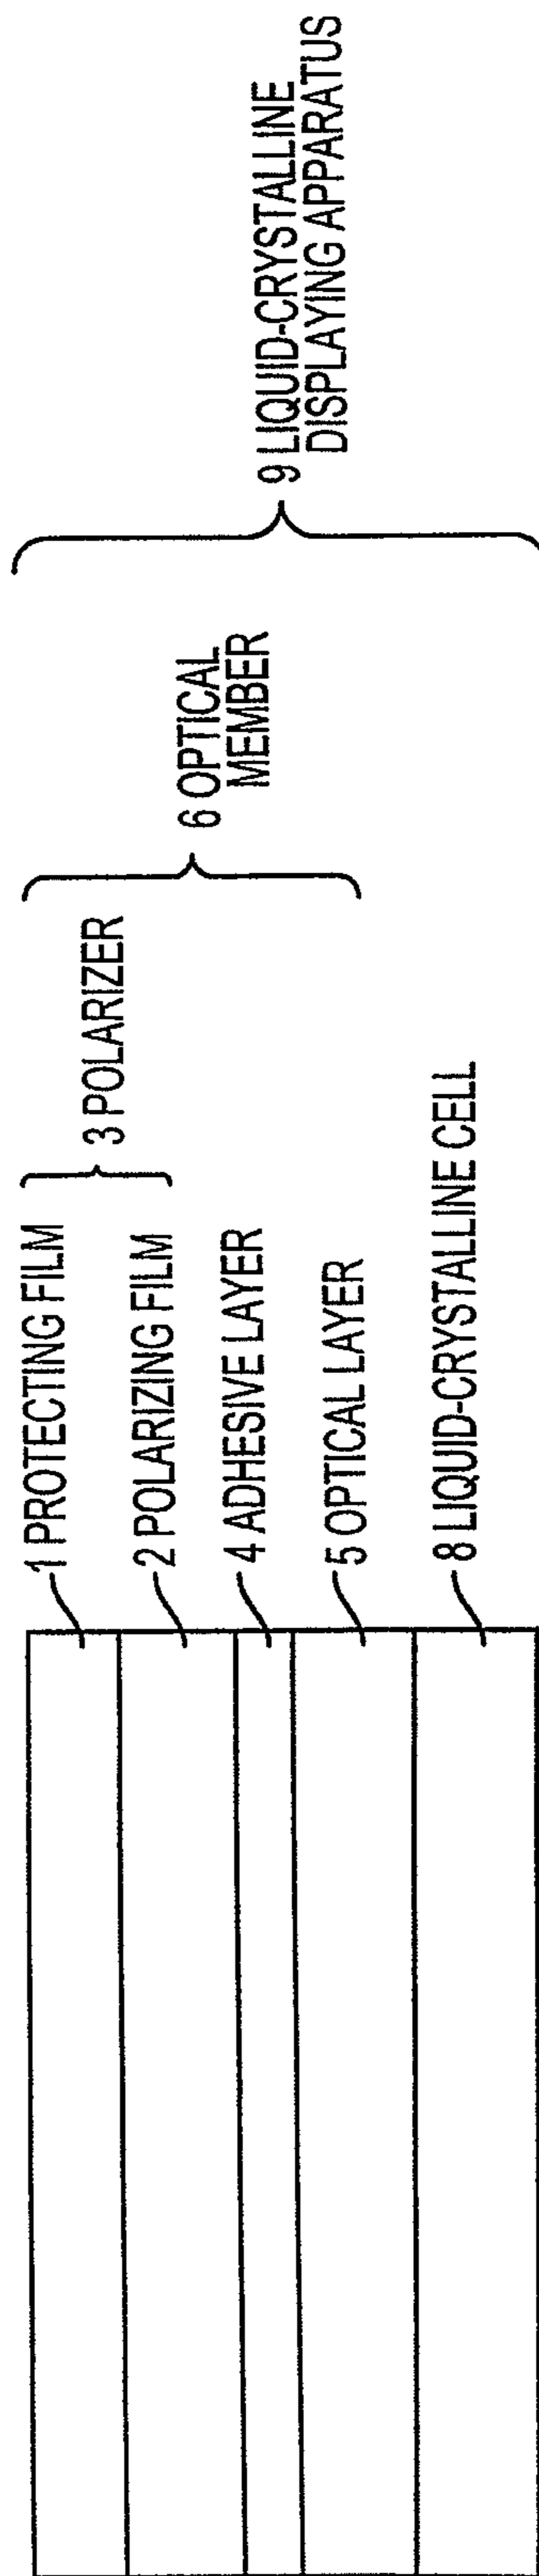 1 PROTECTING FILM
2 POLARIZING FILM
3 POLARIZER
4 ADHESIVE LAYER
5 OPTICAL LAYER
6 OPTICAL
MEMBER
8 LIQUID-CRYSTALLINE CELL
9 LIQUID-CRYSTALLINE
DISPLAYING APPARATUS